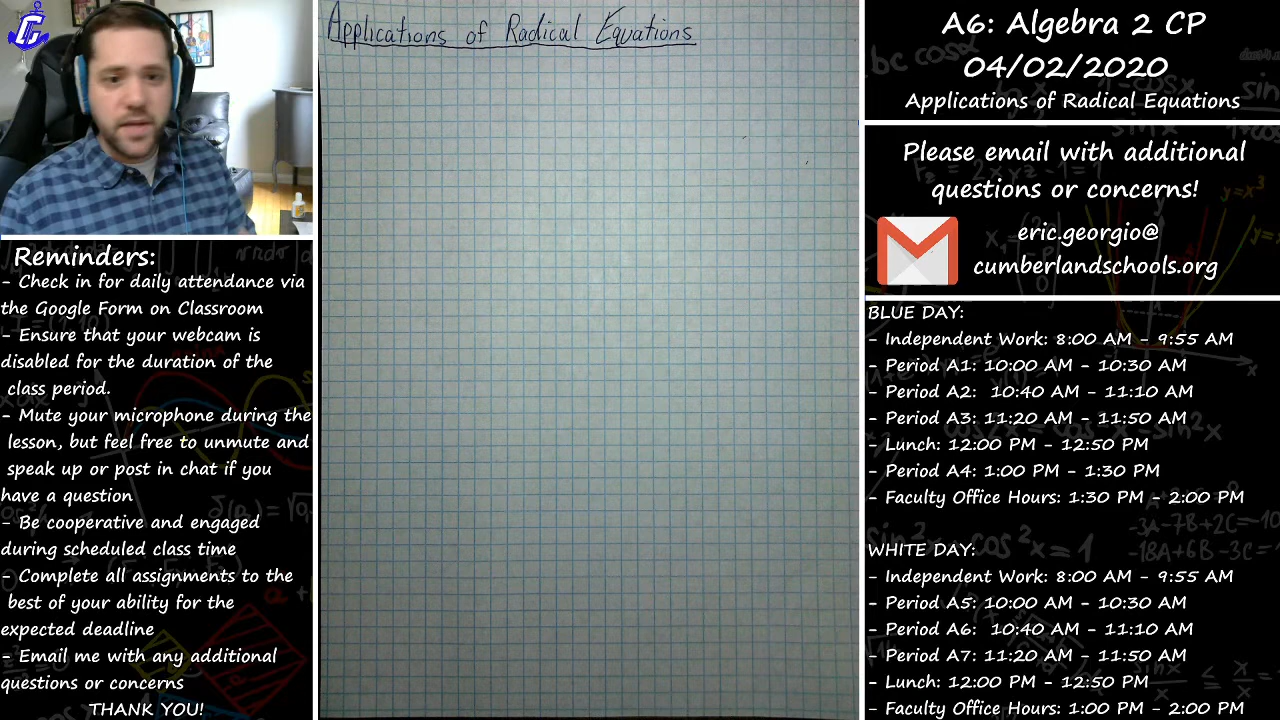 C
Applications of Radical Equations
Reminders:
- Check in for daily attendance via
the Google Form on Classroom
- Ensure that your webcam is
disabled for the duration of the
class period.
- Mute your microphone during the
lesson, but feel free to unmute and
speak up or post in chat if you
have a question
- Be cooperative and engaged
during scheduled class time
- Complete all assignments to the
best of your ability for the
expected deadline
- Email me with any additional
questions or concerns
THANK YOU!
A6: Algebra 2 CP
04/02/2020
Applications of Radical Equations
Please email with additional
questions or concerns!
eric.georgio@
cumberlandschools.org
BLUE DAY:
- Independent Work: 8:00 AM - 9:55 AM
- Period A1: 10:00 AM - 10:30 AM
- Period A2: 10:40 AM - 11:10 AM
- Period A3: 11:20 AM - 11:50 AM
- Lunch: 12:00 PM - 12:50 PM
- Period A4: 1:00 PM - 1:30 PM
- Faculty Office Hours: 1:30 PM - 2:00 PM
WHITE DAY:
- Independent Work: 8:00 AM - 9:55 AM
- Period A5: 10:00 AM - 10:30 AM
- Period A6: 10:40 AM - 11:10 AM
- Period A7: 11:20 AM - 11:50 AM
- Lunch: 12:00 PM - 12:50 PM
- Faculty Office Hours: 1:00 PM - 2:00 PM